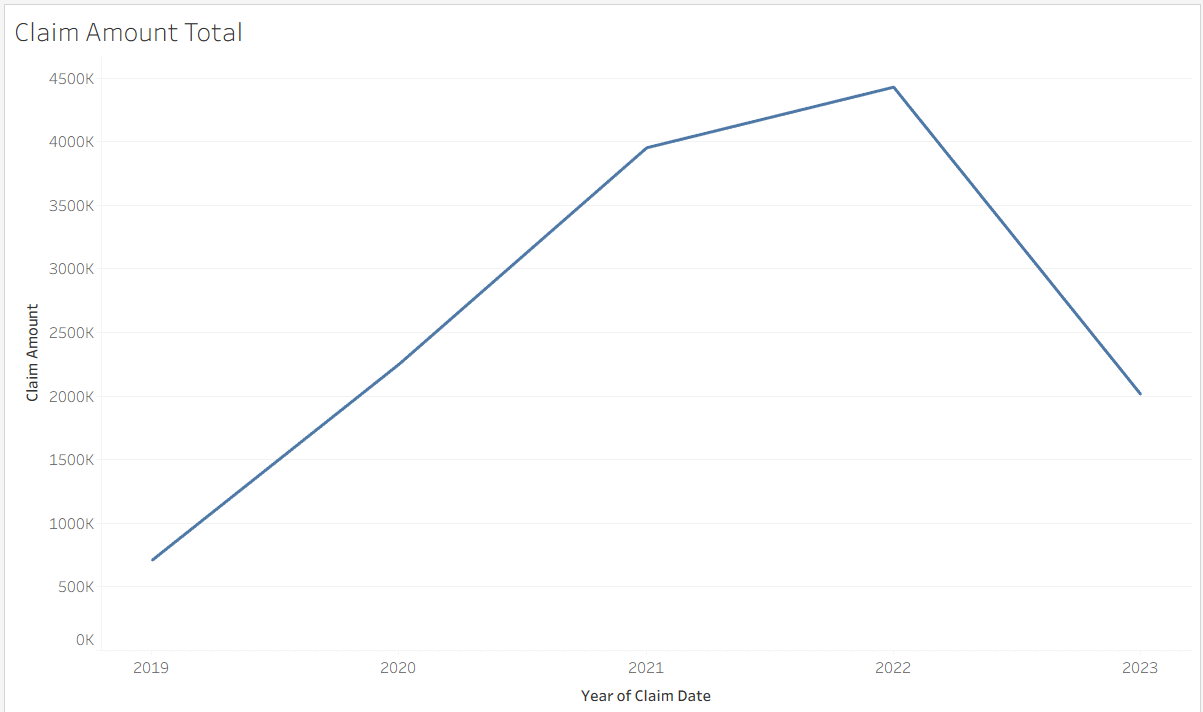 Claim Amount Total
4500K
4000K
3500K
3000K
2500K
2000K
1500K
1000K
500K
0K
Claim Amount
2019 2020 2021 2022 2023
Year of Claim Date